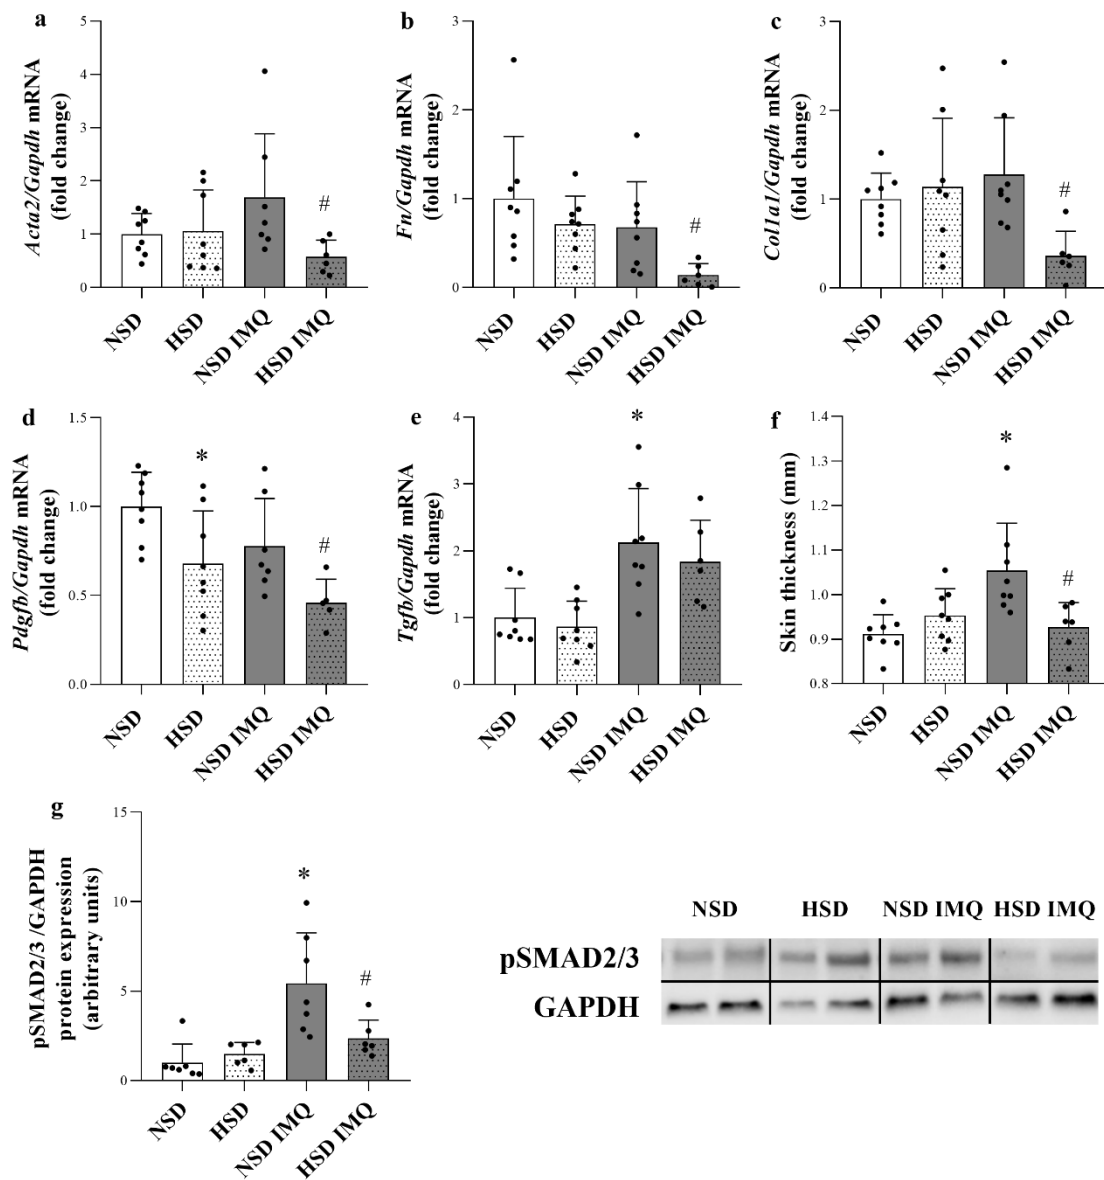 a
Acta2/Gapdh mRNA
(fold change)
5
4
3
2
1
0
#
NSD
HSD
NSD IMQ
HSD IMQ
b
Fn/Gapdh mRNA
(fold change)
3
2
1
0
#
NSD
HSD
NSD IMQ
HSD IMQ
c
Col1a1/Gapdh mRNA
(fold change)
3
2
1
0
#
NSD
HSD
NSD IMQ
HSD IMQ
d
Pdgfb/Gapdh mRNA
(fold change)
1.5
1.0
0.5
0.0
*
#
NSD
HSD
NSD IMQ
HSD IMQ
e
Tgfb/Gapdh mRNA
(fold change)
4
3
2
1
0
*
NSD
HSD
NSD IMQ
HSD IMQ
f
Skin thickness (mm)
1.4
1.3
1.2
1.1
1.0
0.9
0.8
*
#
NSD
HSD
NSD IMQ
HSD IMQ
g
pSMAD2/3 /GAPDH
protein expression
(arbitrary units)
15
10
5
0
*
#
NSD
HSD
NSD IMQ
HSD IMQ
NSD HSD NSD IMQ HSD IMQ
pSMAD2/3
GAPDH